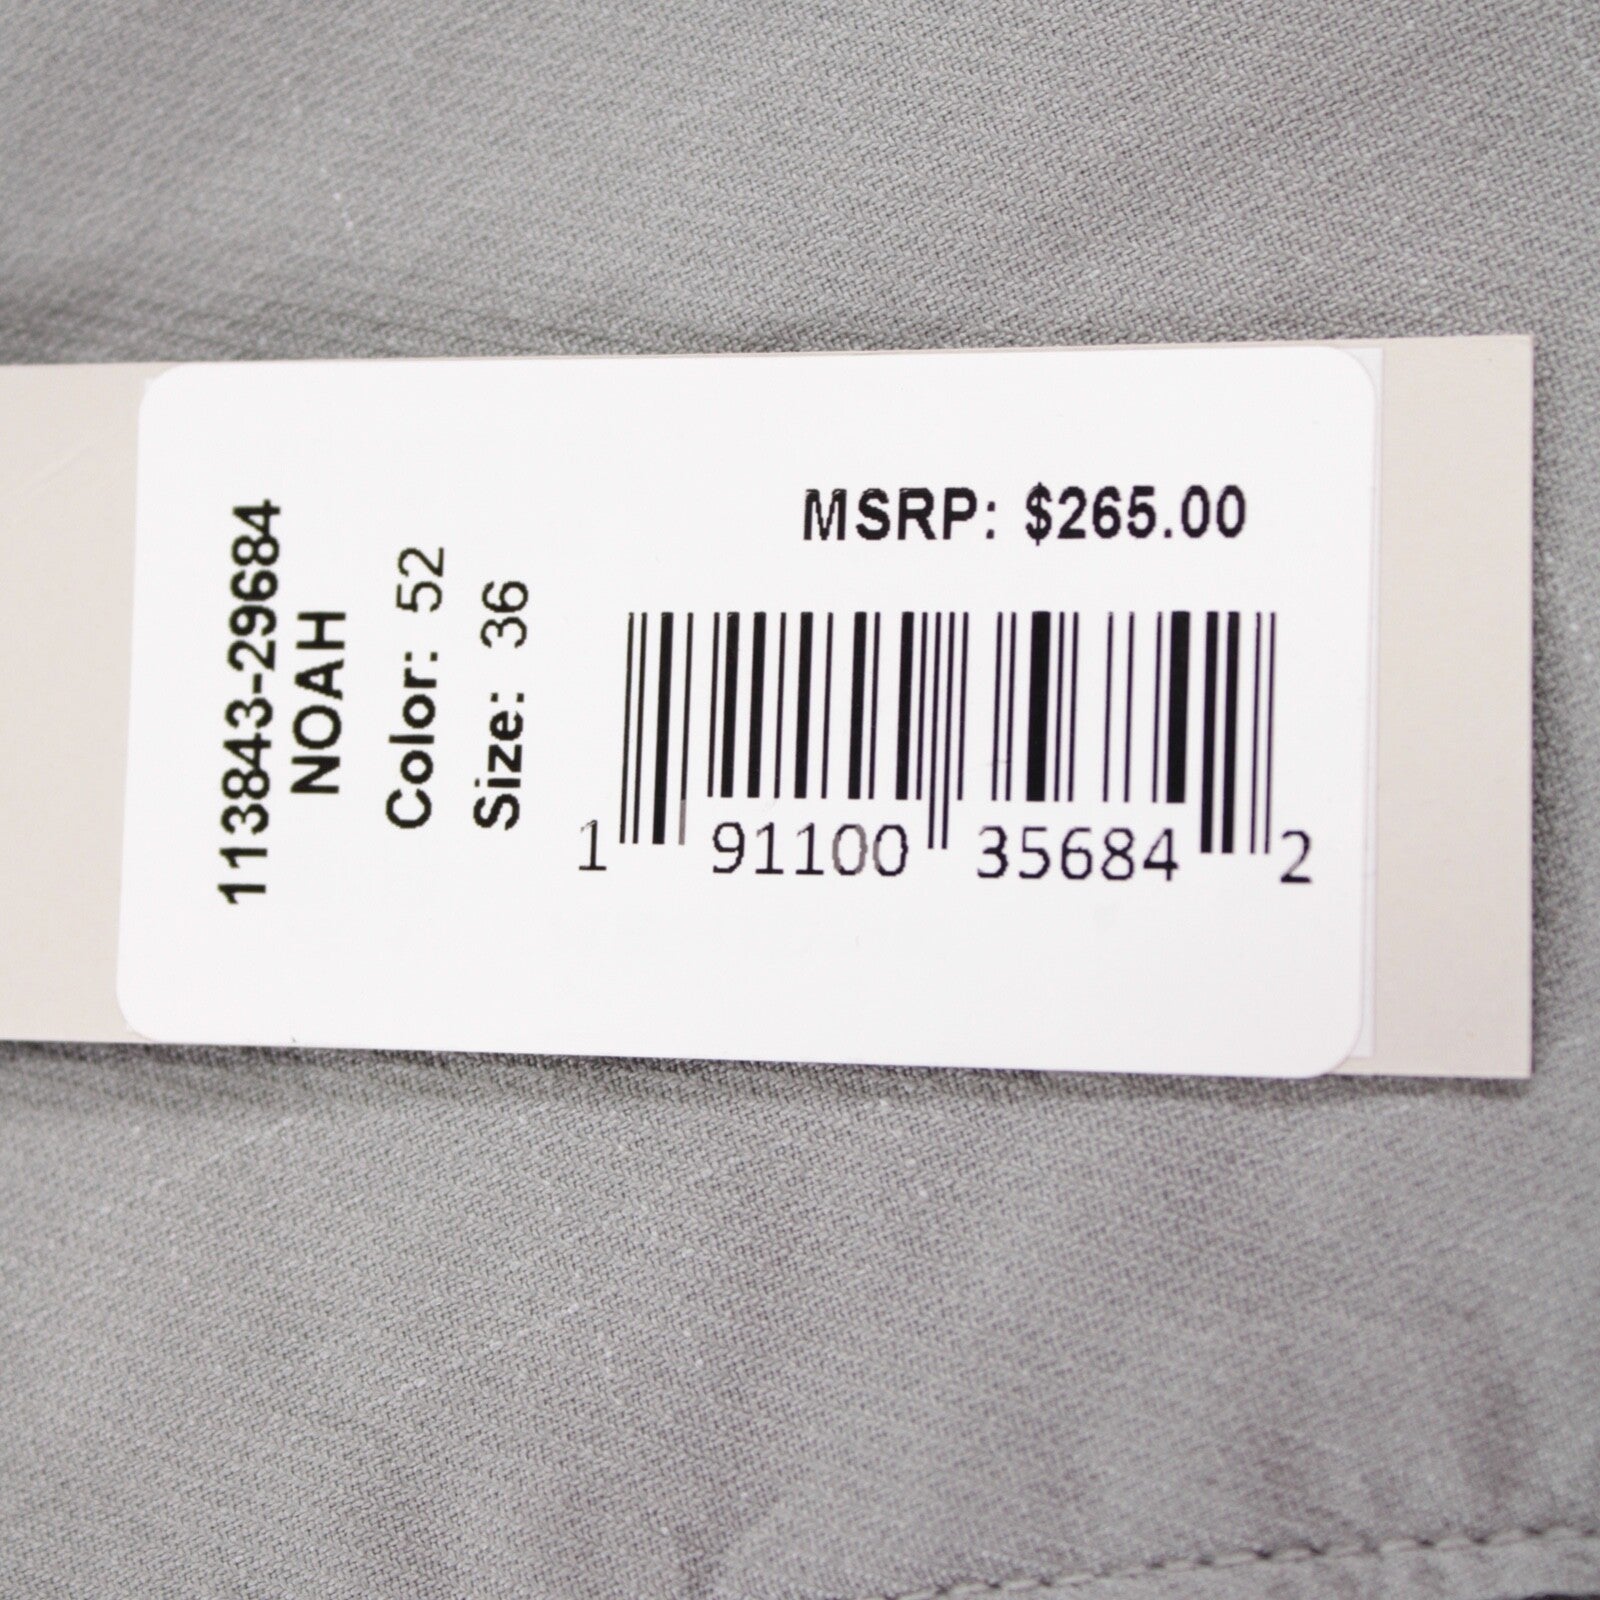 113843-29684
NOAH
Color: 52
Size: 36
MSRP: $265.00
1 91100 35684 2